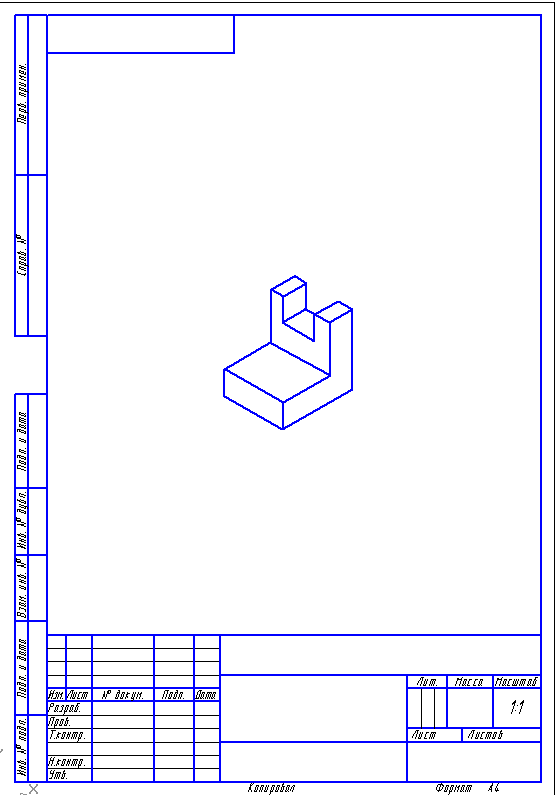 Перв. примен.
Справ. №
Подп. и дата
Инв. № дубл.
Взам. инв. №
Подп. и дата
Инв. № подл.
Изм. Лист № докум. Подп. Дата
Разраб.
Пров.
Т.контр.
Н.контр.
Утв.
Лит. Масса Масштаб
1:1
Лист Листов
Копировал Формат A4
X